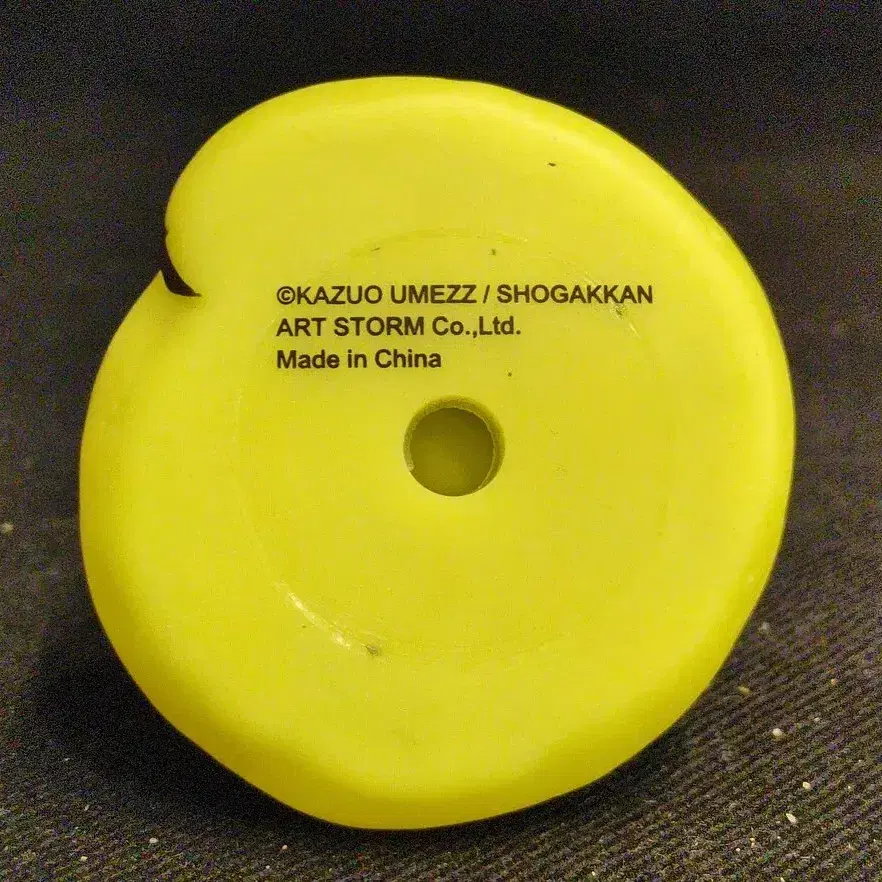 ©KAZUO UMEZZ / SHOGAKKAN
ART STORM Co.,Ltd.
Made in China